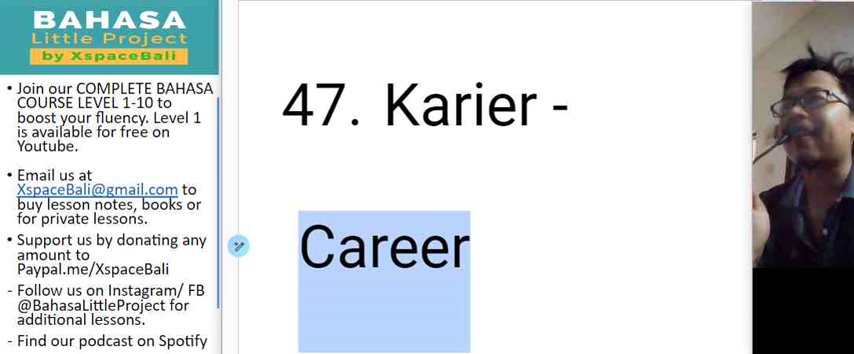 BAHASA
Little Project
by XspaceBali
• Join our COMPLETE BAHASA
COURSE LEVEL 1-10 to
boost your fluency. Level 1
is available for free on
Youtube.
• Email us at
XspaceBali@gmail.com to
buy lesson notes, books or
for private lessons.
• Support us by donating any
amount to
Paypal.me/XspaceBali
- Follow us on Instagram/ FB
@BahasaLittleProject for
additional lessons.
- Find our podcast on Spotify
47. Karier -
Career